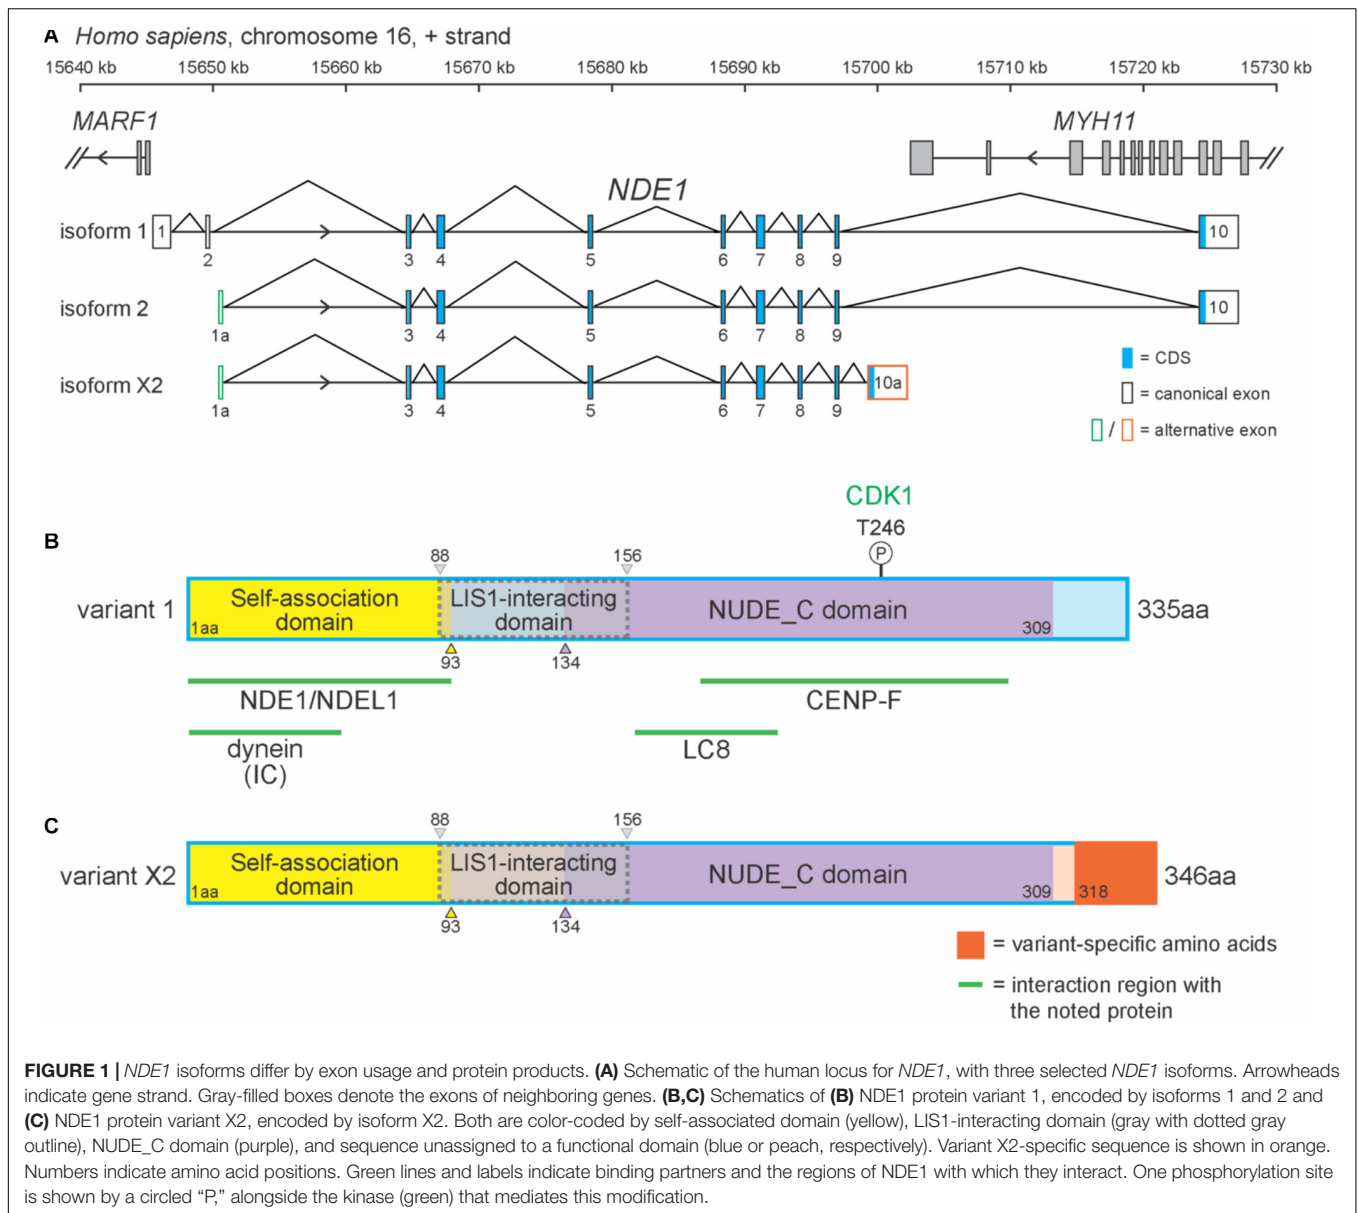 A Homo sapiens, chromosome 16, + strand
15640 kb 15650 kb 15660 kb 15670 kb 15680 kb 15690 kb 15700 kb 15710 kb 15720 kb 15730 kb
MARF1 MYH11
NDE1
isoform 1 1 10
2 3 4 5 6 7 8 9
isoform 2 10
1a 3 4 5 6 7 8 9
= CDS
isoform X2 10a
= canonical exon
1a 3 4 5 6 7 8 9
/ = alternative exon
CDK1
T246
B
88 156 P
variant 1 Self-association domain LIS1-interacting domain NUDE_C domain 335aa
1aa 309
93 134
NDE1/NDEL1 CENP-F
dynein LC8
(IC)
C
88 156
variant X2 Self-association domain LIS1-interacting domain NUDE_C domain 346aa
1aa 309 318
93 134
= variant-specific amino acids
= interaction region with
the noted protein
FIGURE 1 | NDE1 isoforms differ by exon usage and protein products. (A) Schematic of the human locus for NDE1, with three selected NDE1 isoforms. Arrowheads
indicate gene strand. Gray-filled boxes denote the exons of neighboring genes. (B,C) Schematics of (B) NDE1 protein variant 1, encoded by isoforms 1 and 2 and
(C) NDE1 protein variant X2, encoded by isoform X2. Both are color-coded by self-associated domain (yellow), LIS1-interacting domain (gray with dotted gray
outline), NUDE_C domain (purple), and sequence unassigned to a functional domain (blue or peach, respectively). Variant X2-specific sequence is shown in orange.
Numbers indicate amino acid positions. Green lines and labels indicate binding partners and the regions of NDE1 with which they interact. One phosphorylation site
is shown by a circled “P,” alongside the kinase (green) that mediates this modification.